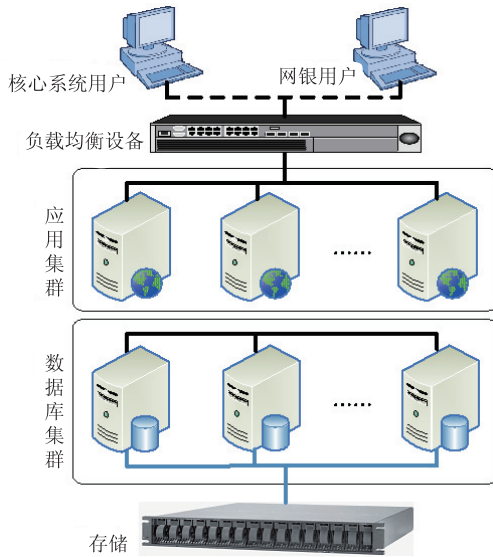 核心系统用户
网银用户
负载均衡设备
应用集群
……
数据库集群
……
存储